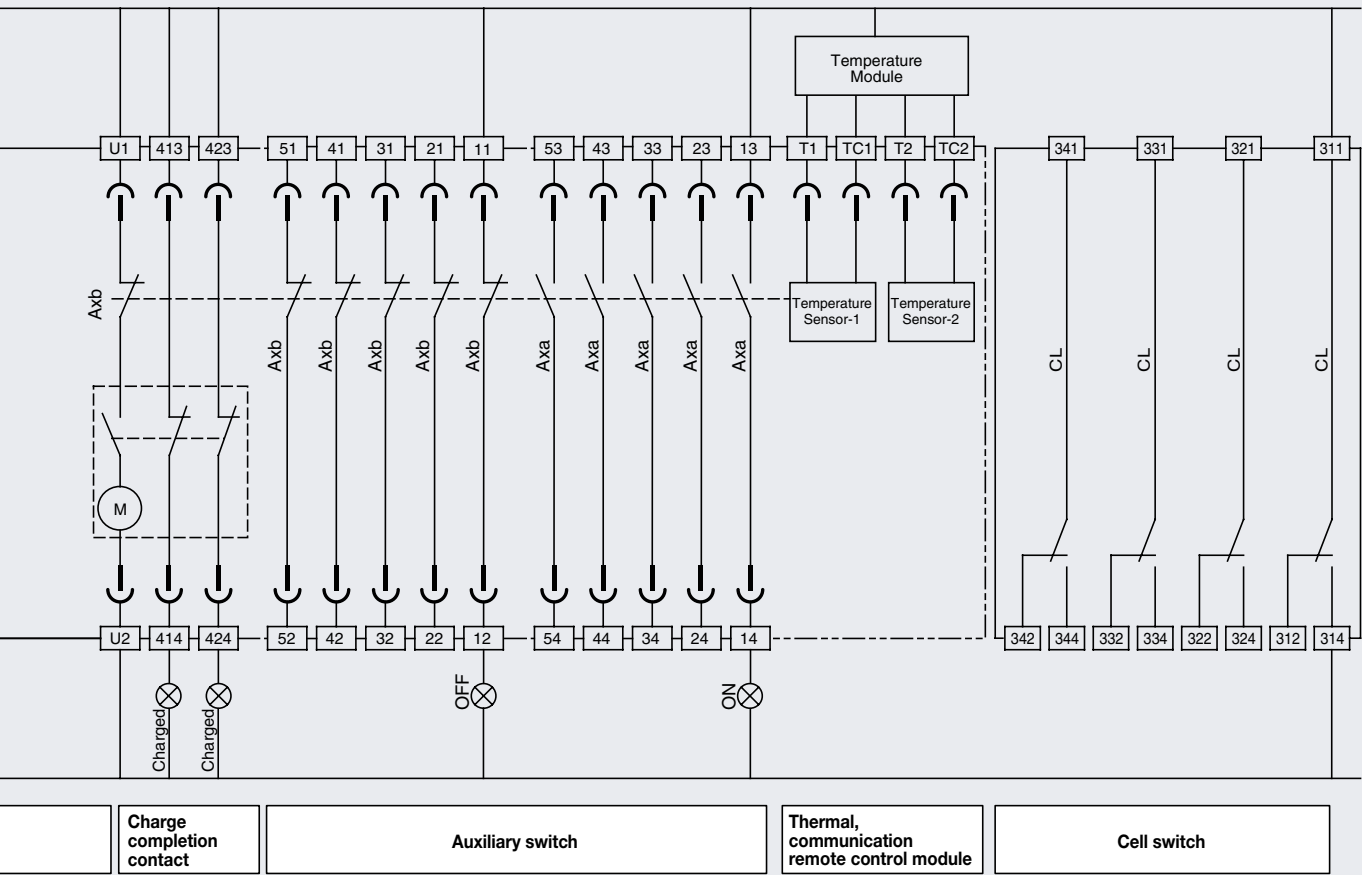 Temperature
Module
U1 413 423 51 41 31 21 11 53 43 33 23 13 T1 TC1 T2 TC2 341 331 321 311
Axb
Temperature
Sensor-1
Temperature
Sensor-2
Axb Axb Axb Axb Axb Axa Axa Axa Axa Axa
CL CL CL CL
M
U2 414 424 52 42 32 22 12 54 44 34 24 14 342 344 332 334 322 324 312 314
Charged
Charged
OFF
ON
Charge
completion
contact
Auxiliary switch
Thermal,
communication
remote control module
Cell switch